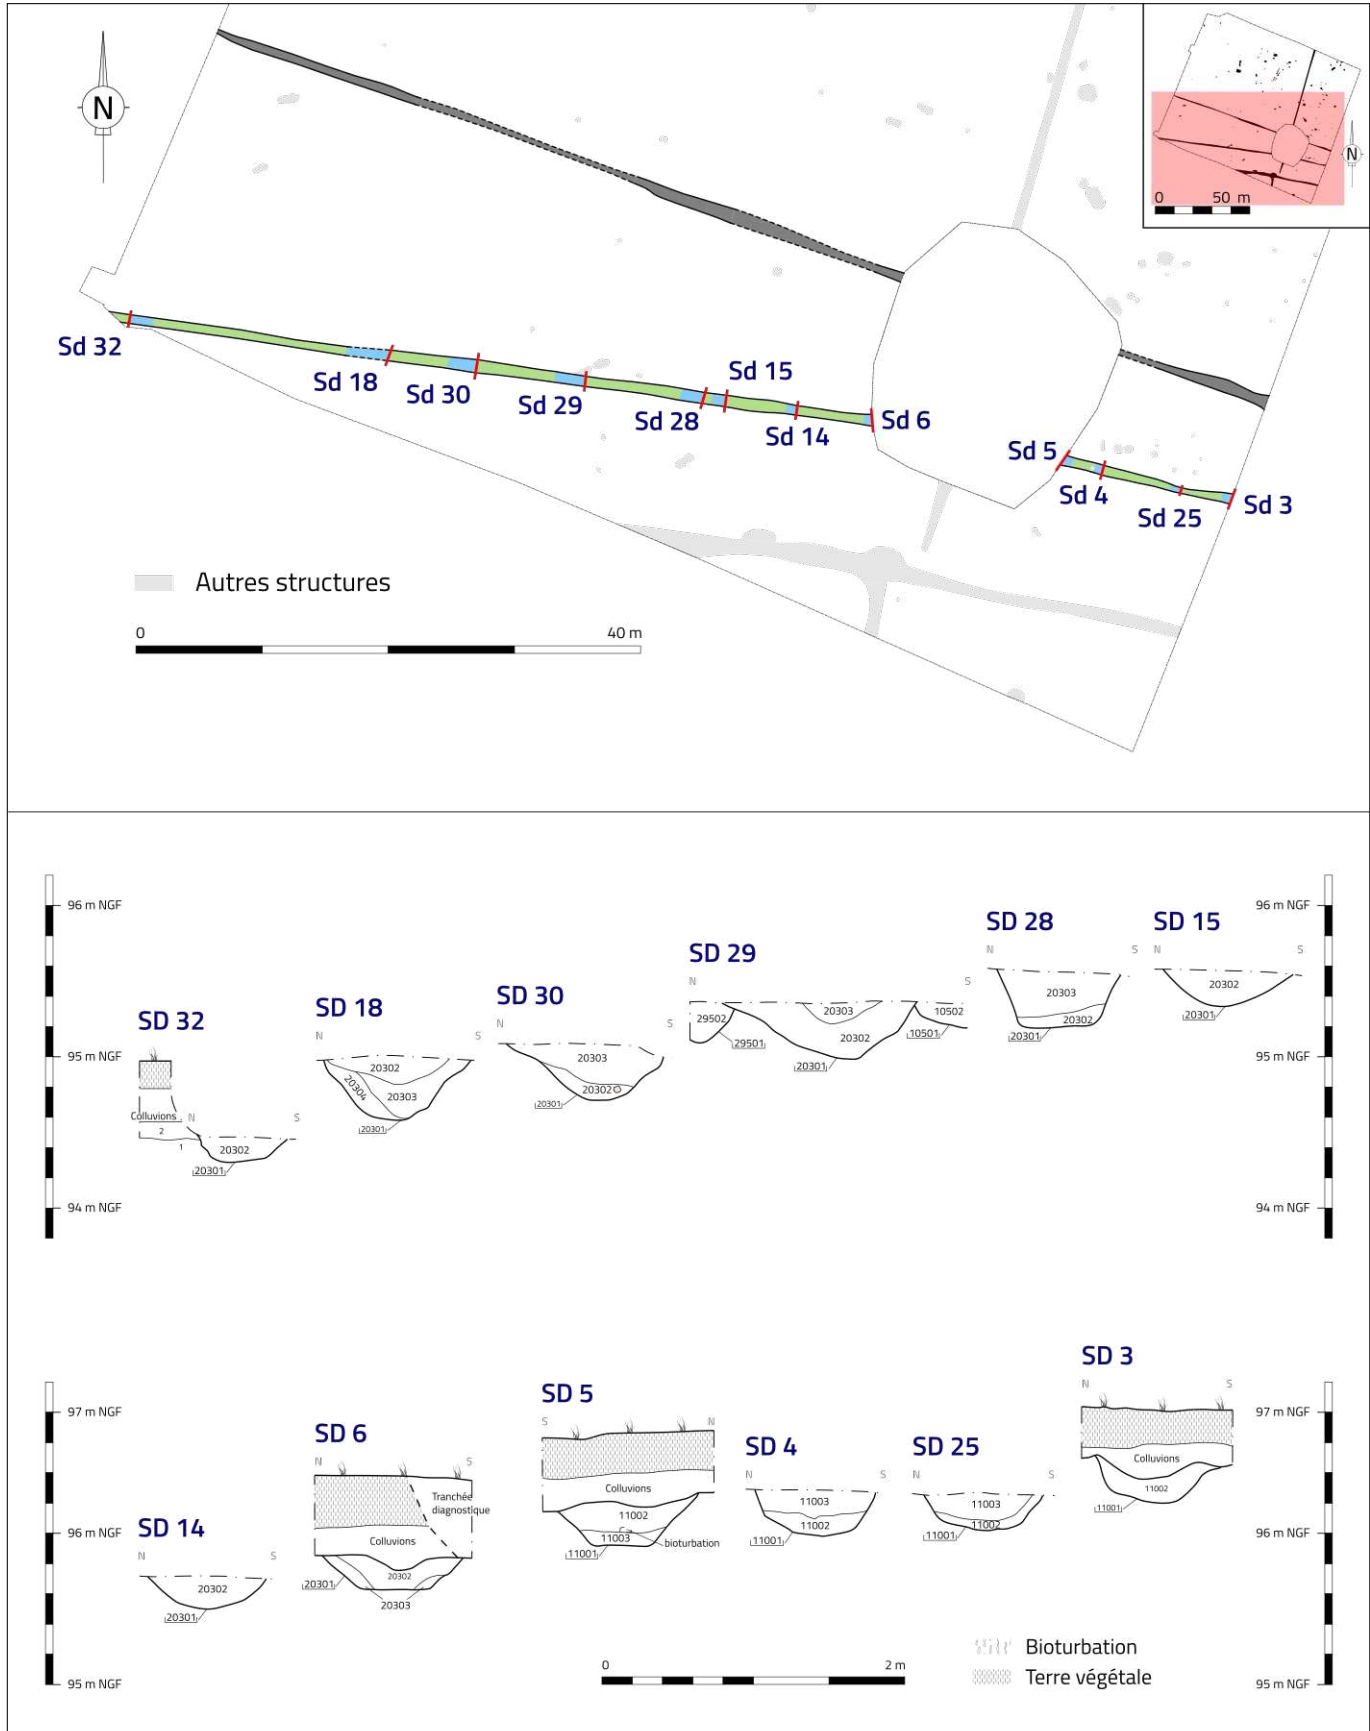 N
0 50 m
N
Sd 32
Sd 18
Sd 30
Sd 29
Sd 28
Sd 15
Sd 14
Sd 6
Sd 5
Sd 4
Sd 25
Sd 3
Autres structures
0 40 m
96 m NGF
95 m NGF
94 m NGF
96 m NGF
95 m NGF
94 m NGF
SD 32
Colluvions
N S
2
1
20302
20301
SD 18
N S
20302
20304
20303
20301
SD 30
N S
20303
20302
20301
SD 29
N S
29502
29501
20303
20302
20301
10502
10501
SD 28
N S
20303
20302
20301
SD 15
N S
20302
20301
97 m NGF
96 m NGF
95 m NGF
97 m NGF
96 m NGF
95 m NGF
SD 14
N S
20302
20301
SD 6
N S
Tranchée
diagnostique
Colluvions
20302
20301
20303
SD 5
S N
Colluvions
11002
11003
bioturbation
11001
SD 4
N S
11003
11002
11001
SD 25
N S
11003
11002
11001
SD 3
N S
Colluvions
11002
11001
0 2 m
Bioturbation
Terre végétale